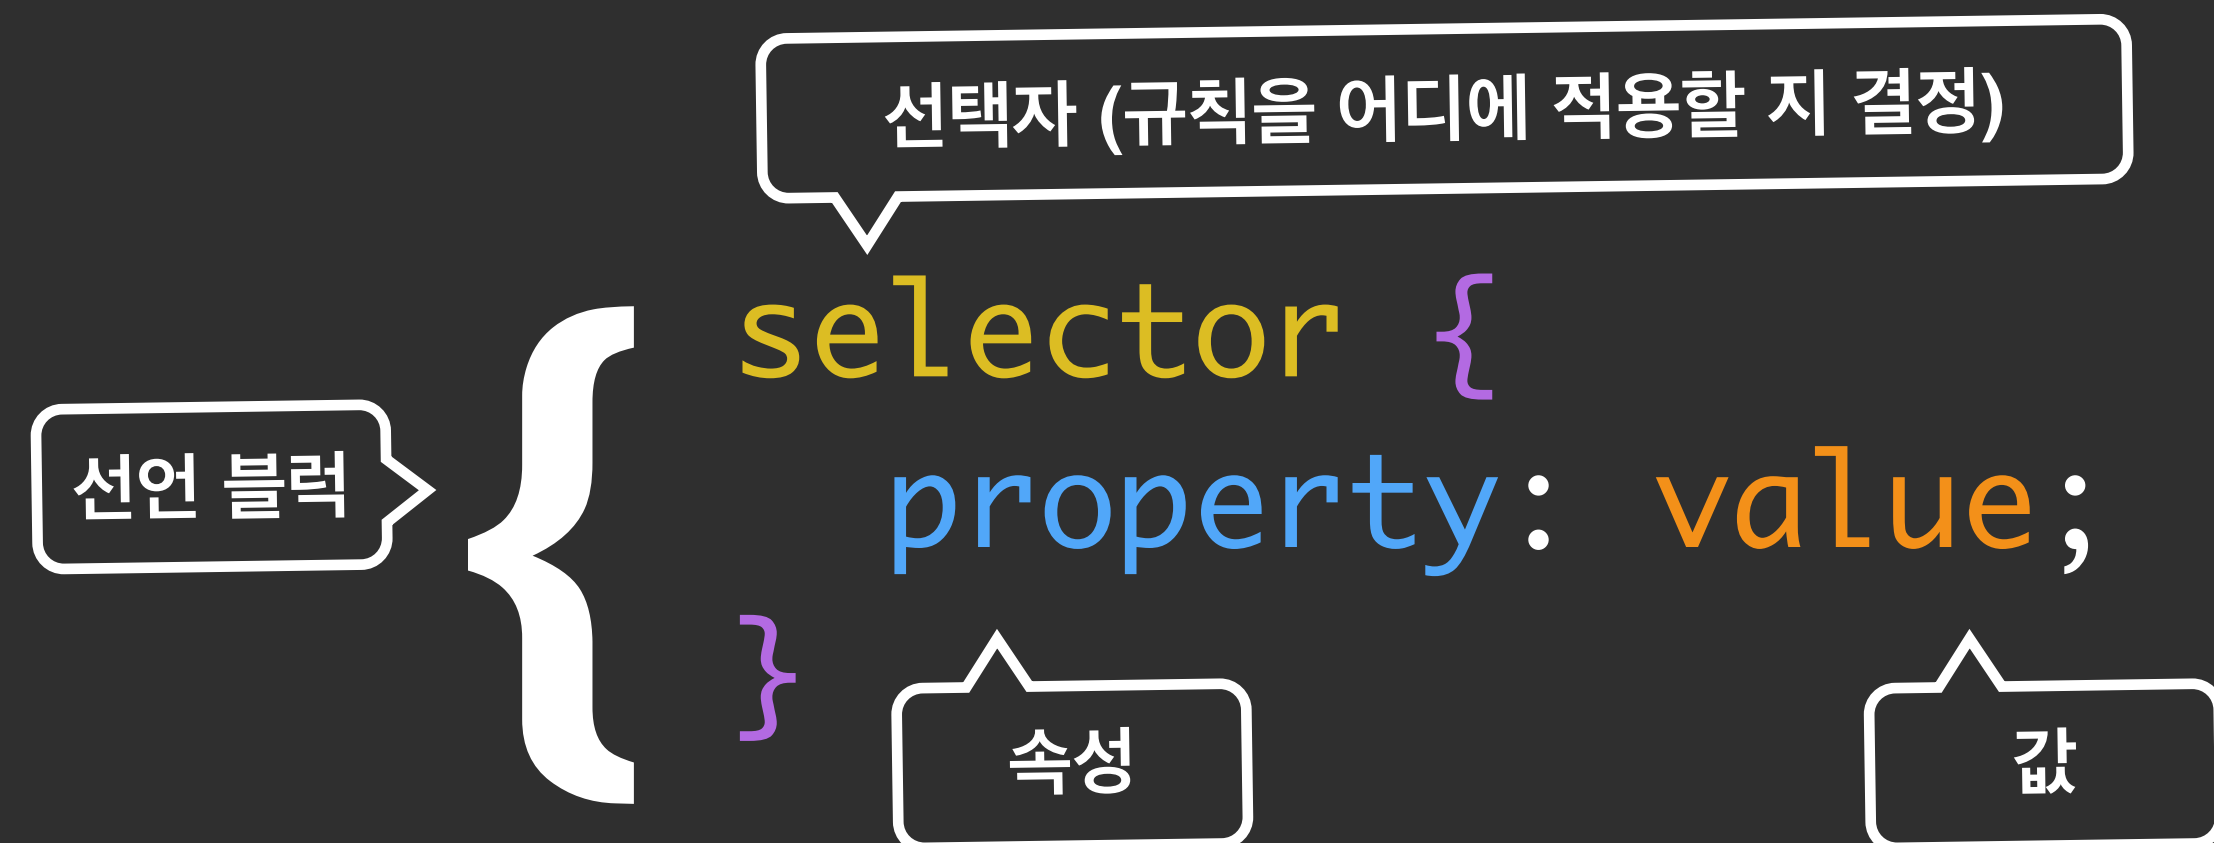 선택자 (규칙을 어디에 적용할 지 결정)
selector {
선언 블럭
property: value;
}
속성
값